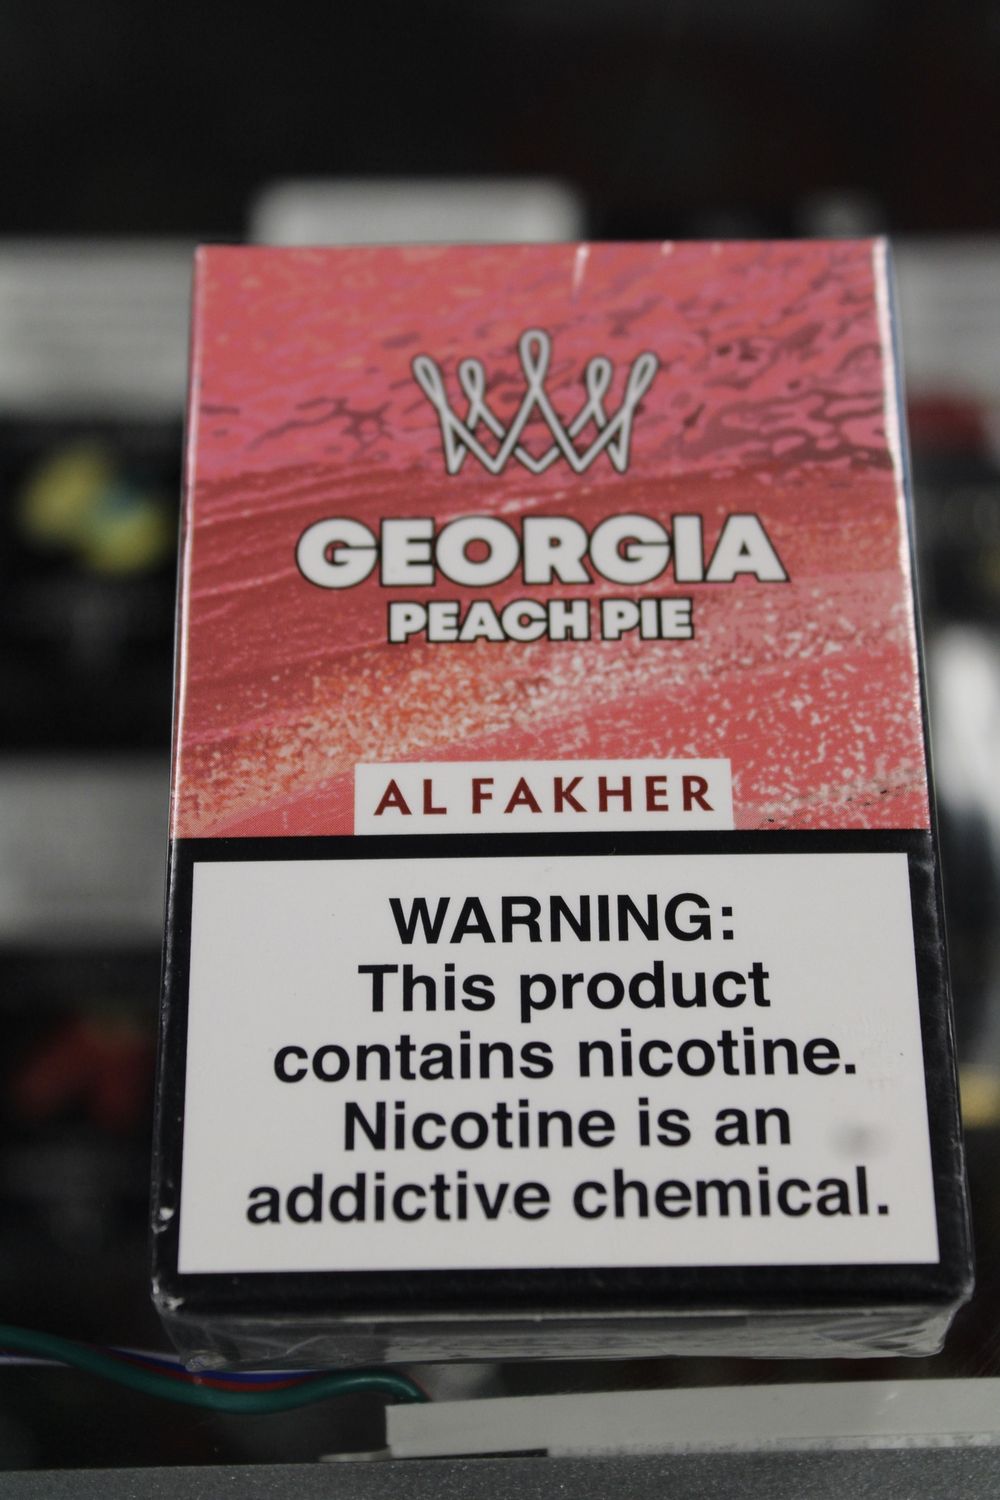 GEORGIA
PEACH PIE
AL FAKHER
WARNING:
This product
contains nicotine.
Nicotine is an
addictive chemical.